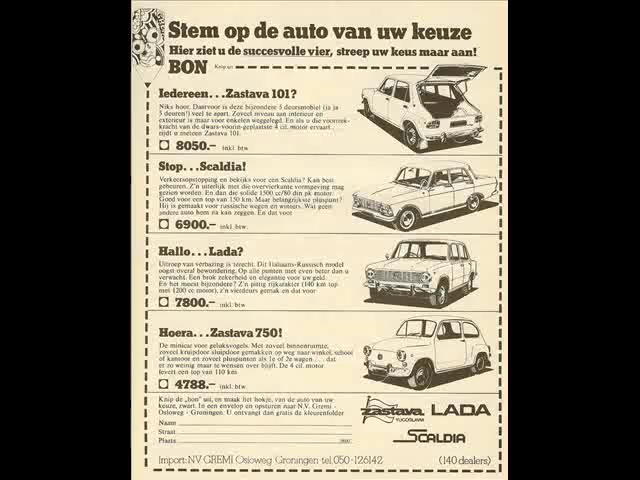 Stem op de auto van uw keuze
Hier ziet u de succesvolle vier, streep uw keus maar aan!
BON Knip uit
Iedereen...Zastava 101?
Niks hoor. Daarvoor is deze bijzondere 5 deursmobiel (ja ja
5 deuren!) veel te apart. Zoveel niveau aan interieur en
exterieur is maar voor enkelen weggelegd. En als u die voortrek-
kracht van de dwars-voorin-geplaatste 4 cil. motor ervaart...
rijdt u meteen Zastava 101.
8050.- inkl. btw
Stop...Scaldia!
Verkeersopstopping en bekijks voor een Scaldia? Kan best
gebeuren. Z'n uiterlijk met die overvierkante vormgeving mag
gezien worden. En dan die solide 1500 cc/80 din pk motor.
Goed voor een top van 150 km. Maar belangrijkste pluspunt?
Hij is gemaakt voor russische wegen en winters. Wat geen
andere auto hem na kan zeggen. En dat voor
6900.- inkl. btw.
Hallo...Lada?
Uitroep van verbazing is terecht. Dit Italiaans-Russisch model
oogst overal bewondering. Op alle punten met even beter dan u
verwacht. Een brok zekerheid en elegantie voor uw geld.
En het meest bijzondere? Z'n pittig rijkarakter (140 km top
met 1200 cc motor), z'n vierdeurs gemak en dat voor
7800.- inkl. btw
Hoera...Zastava 750!
De minicar voor geluksvogels. Met zoveel binnenruimte,
zoveel kruipdoor sluipdoor gemakken op weg naar winkel, school
of kantoor en zoveel pluspunten als 1e of 2e wagen... dat
er zo weinig maar te wensen over blijft. De 4 cil. motor
levert een top van 110 km
4788.- inkl. btw.
Knip de „bon" uit, en maak het hokje, van de auto van uw
keuze, zwart. In een envelop en opsturen naar N.V. Gremi -
Osloweg - Groningen. U ontvangt dan gratis de kleurenfolder
Name
Straat
Plaats
zastava LADA
YUGOSLAVIA
SCALDIA
Import: NV GREMI Osloweg Groningen tel. 050-126142 (140 dealers)